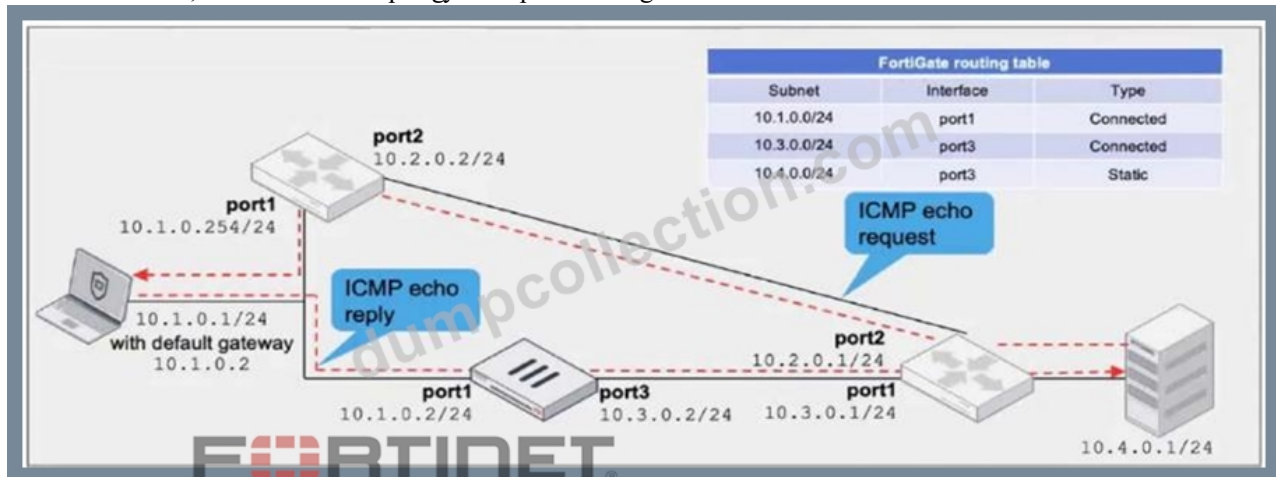 FortiGate routing table
Subnet Interface Type
10.1.0.0/24 port1 Connected
10.3.0.0/24 port3 Connected
10.4.0.0/24 port3 Static
port2
10.2.0.2/24
port1
10.1.0.254/24
ICMP echo
request
ICMP echo
reply
10.1.0.1/24
with default gateway
10.1.0.2
port1
10.1.0.2/24
port3
10.3.0.2/24
port2
10.2.0.1/24
port1
10.3.0.1/24
10.4.0.1/24
dumpcollection.com
FORTINET